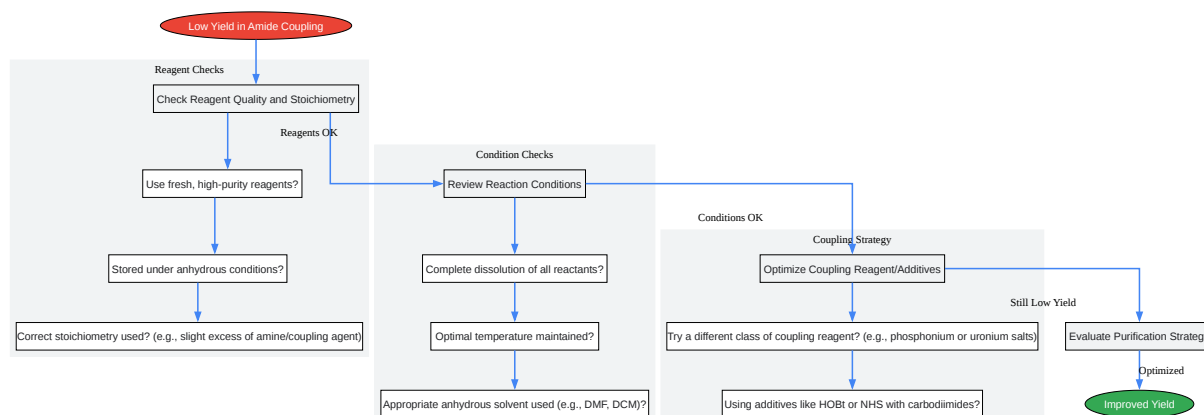 Low Yield in Amide Coupling
Reagent Checks
Check Reagent Quality and Stoichiometry
Reagents OK
Use fresh, high-purity reagents?
Stored under anhydrous conditions?
Correct stoichiometry used? (e.g., slight excess of amine/coupling agent)
Condition Checks
Review Reaction Conditions
Conditions OK
Complete dissolution of all reactants?
Optimal temperature maintained?
Appropriate anhydrous solvent used (e.g., DMF, DCM)?
Coupling Strategy
Optimize Coupling Reagent/Additives
Still Low Yield
Try a different class of coupling reagent? (e.g., phosphonium or uronium salts)
Using additives like HOBt or NHS with carbodiimides?
Evaluate Purification Strateg
Optimized
Improved Yield